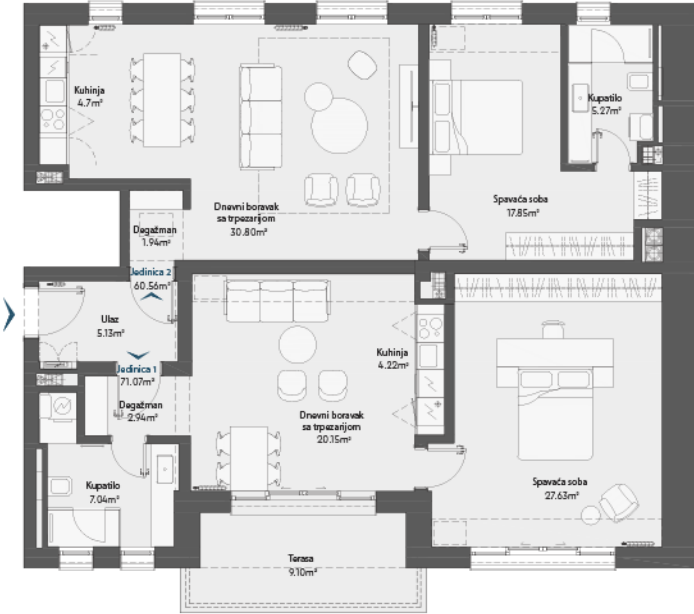 Kuhinja
4.7m²
Kupatilo
5.27m²
Spavaća soba
17.85m²
Dnevni boravak
sa trpezarijom
30.80m²
Degažman
1.94m²
Jedinica 2
60.56m²
Ulaz
5.13m²
Jedinica 1
71.07m²
Degažman
2.94m²
Kuhinja
4.22m²
Dnevni boravak
sa trpezarijom
20.15m²
Kupatilo
7.04m²
Spavaća soba
27.63m²
Terasa
9.10m²